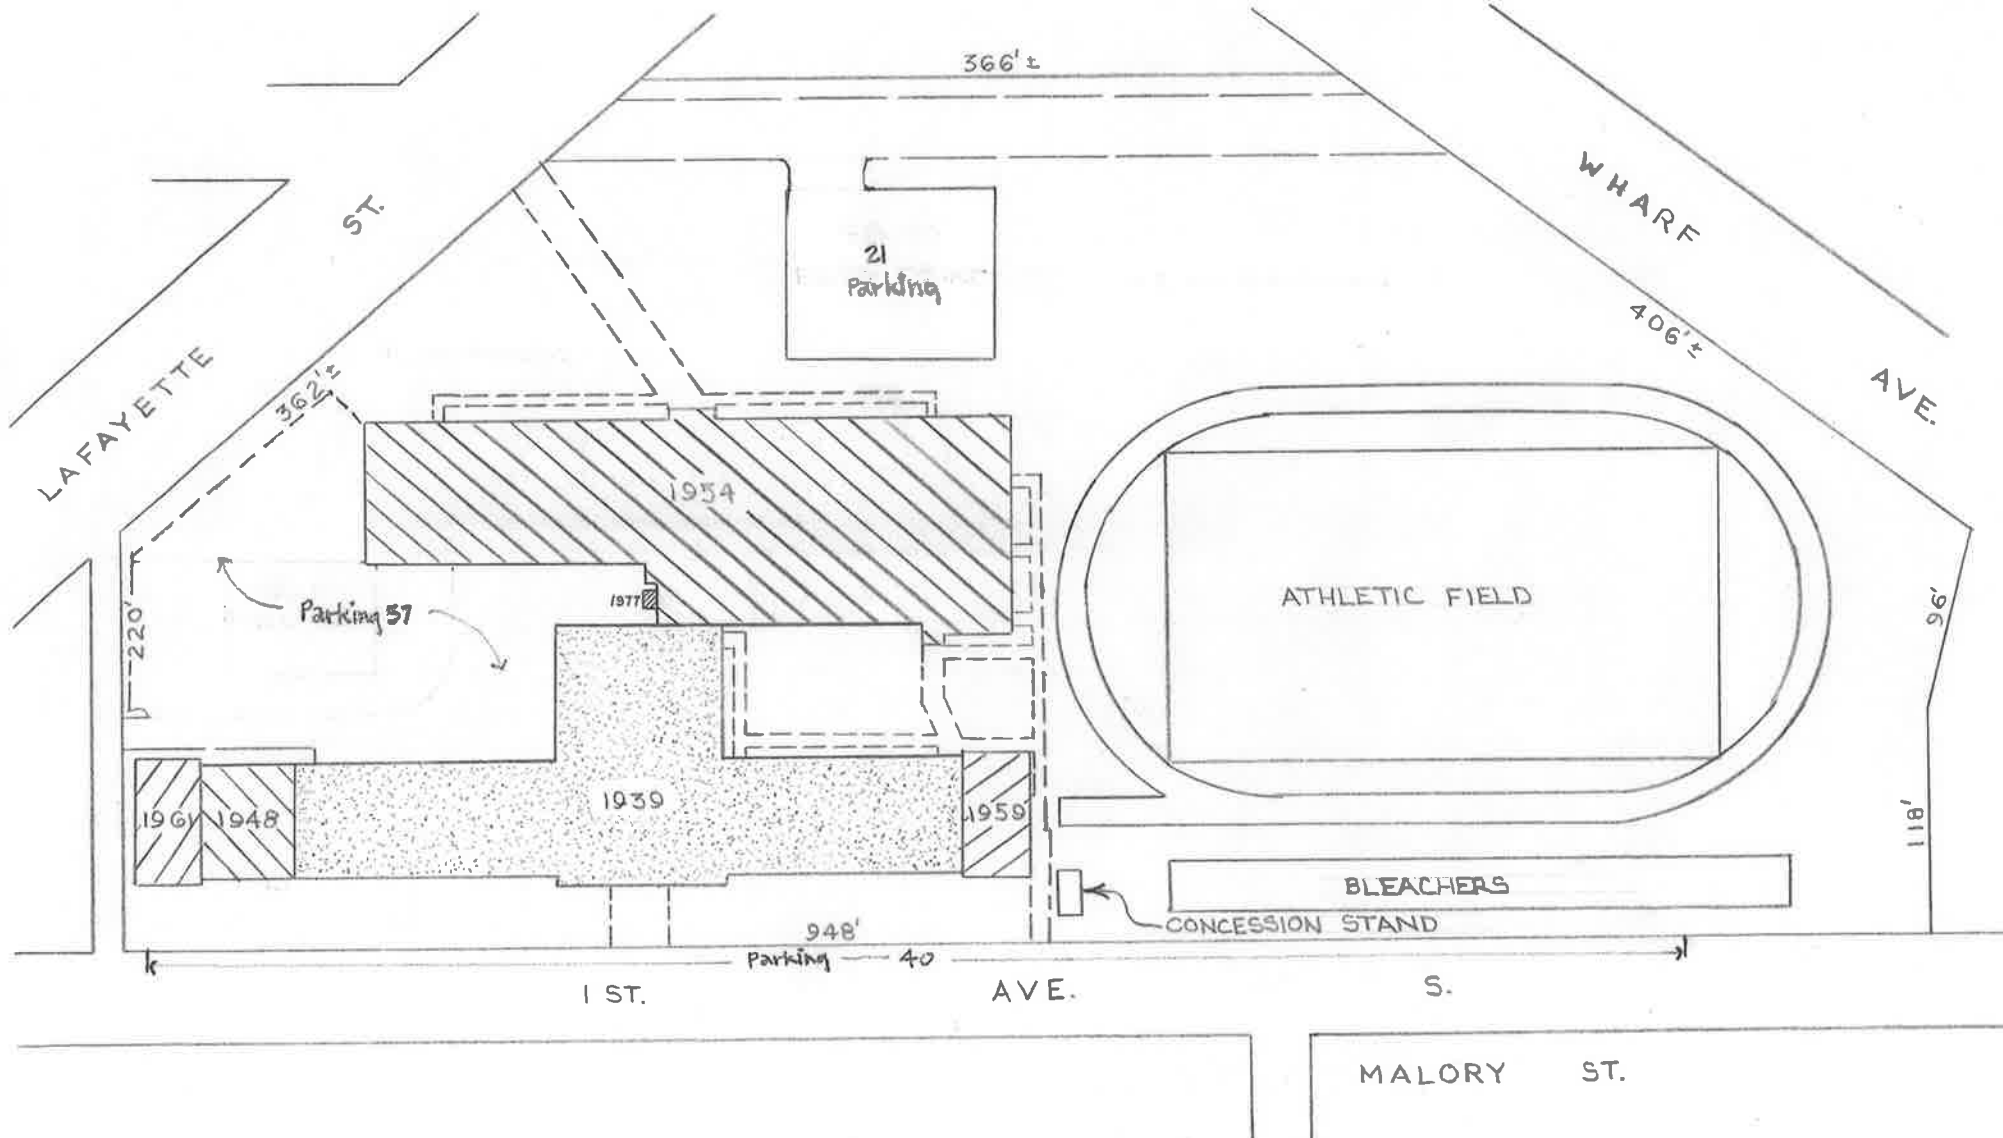 366'±
ST.
WHARF
21
Parking
406'±
LAFAYETTE
362'±
AVE.
1954
ATHLETIC FIELD
1977
Parking 57
220'
96'
1939
1961
1948
1959
118'
BLEACHERS
CONCESSION STAND
948'
Parking 40
1 ST. AVE. S.
MALORY ST.